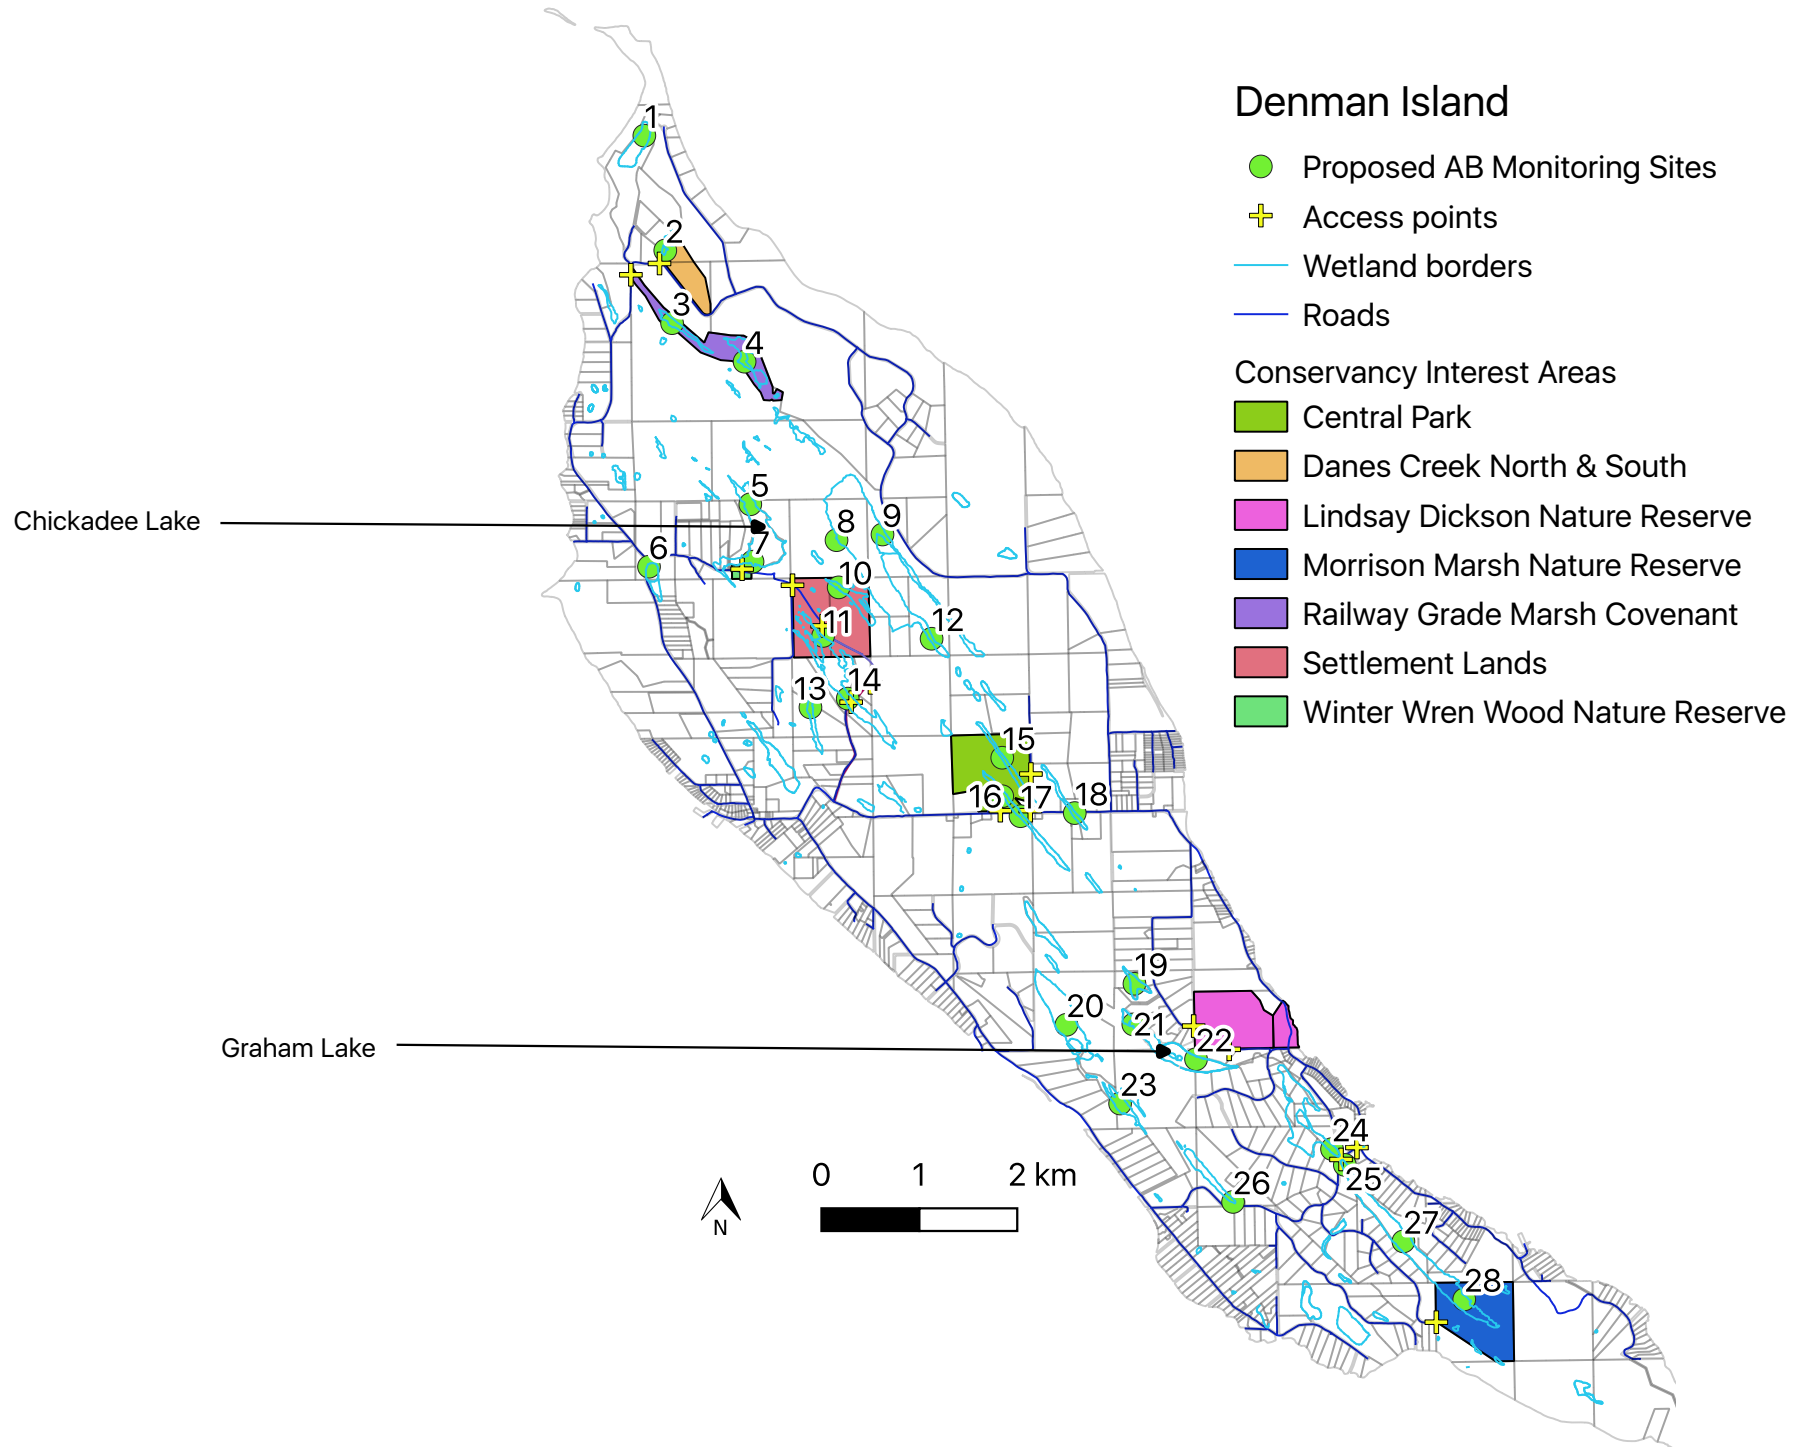 Denman Island
Proposed AB Monitoring Sites
Access points
Wetland borders
Roads
Conservancy Interest Areas
Central Park
Danes Creek North & South
Lindsay Dickson Nature Reserve
Morrison Marsh Nature Reserve
Railway Grade Marsh Covenant
Settlement Lands
Winter Wren Wood Nature Reserve
1
2
3
4
5
Chickadee Lake
8
9
6
7
10
11
12
13
14
15
16
17
18
19
20
21
Graham Lake
22
23
24
25
26
27
28
0 1 2 km
N